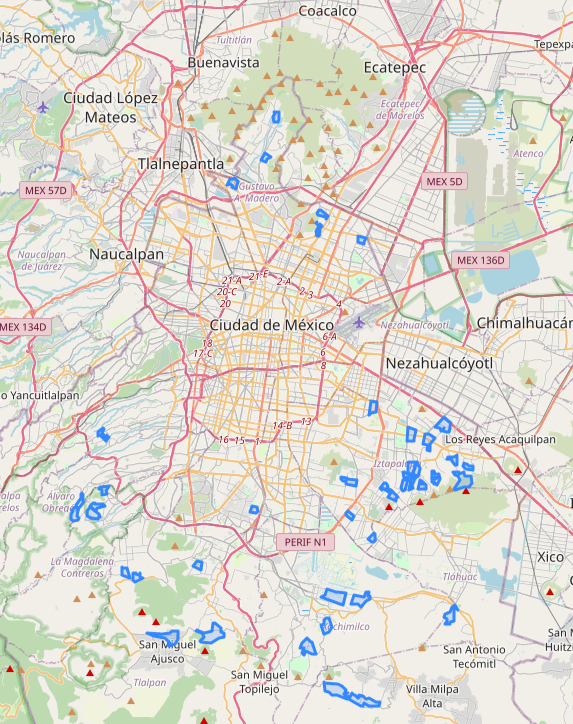 Coacalco
olás Romero
Tultitlán
Tepexpa
Buenavista
Ecatepec
Ciudad López
Mateos
Ecatepec
de Morelos
Atenco
Tlalnepantla
MEX 57D
MEX 5D
Gustavo
A. Madero
Naucalpan
de Juárez
Naucalpan
MEX 136D
21-A
21-E
2-A
20-C
2-3
20
4
MEX 134D
Ciudad de México
Nezahualcóyotl
Chimalhuacán
6-A
18
17-C
6
8
Nezahualcóyotl
o Yancuitlalpan
16
15
1
14-B
13
Los Reyes Acaquilpan
Iztapala
alpa
relos
Álvaro
Obregó
PERIF N1
Xico
La Magdalena
Contreras
Tláhuac
Xochimilco
San M
Huitz
San Miguel
Ajusco
San Antonio
Tecómitl
Tlalpan
San Miguel
Topilejo
Villa Milpa
Alta